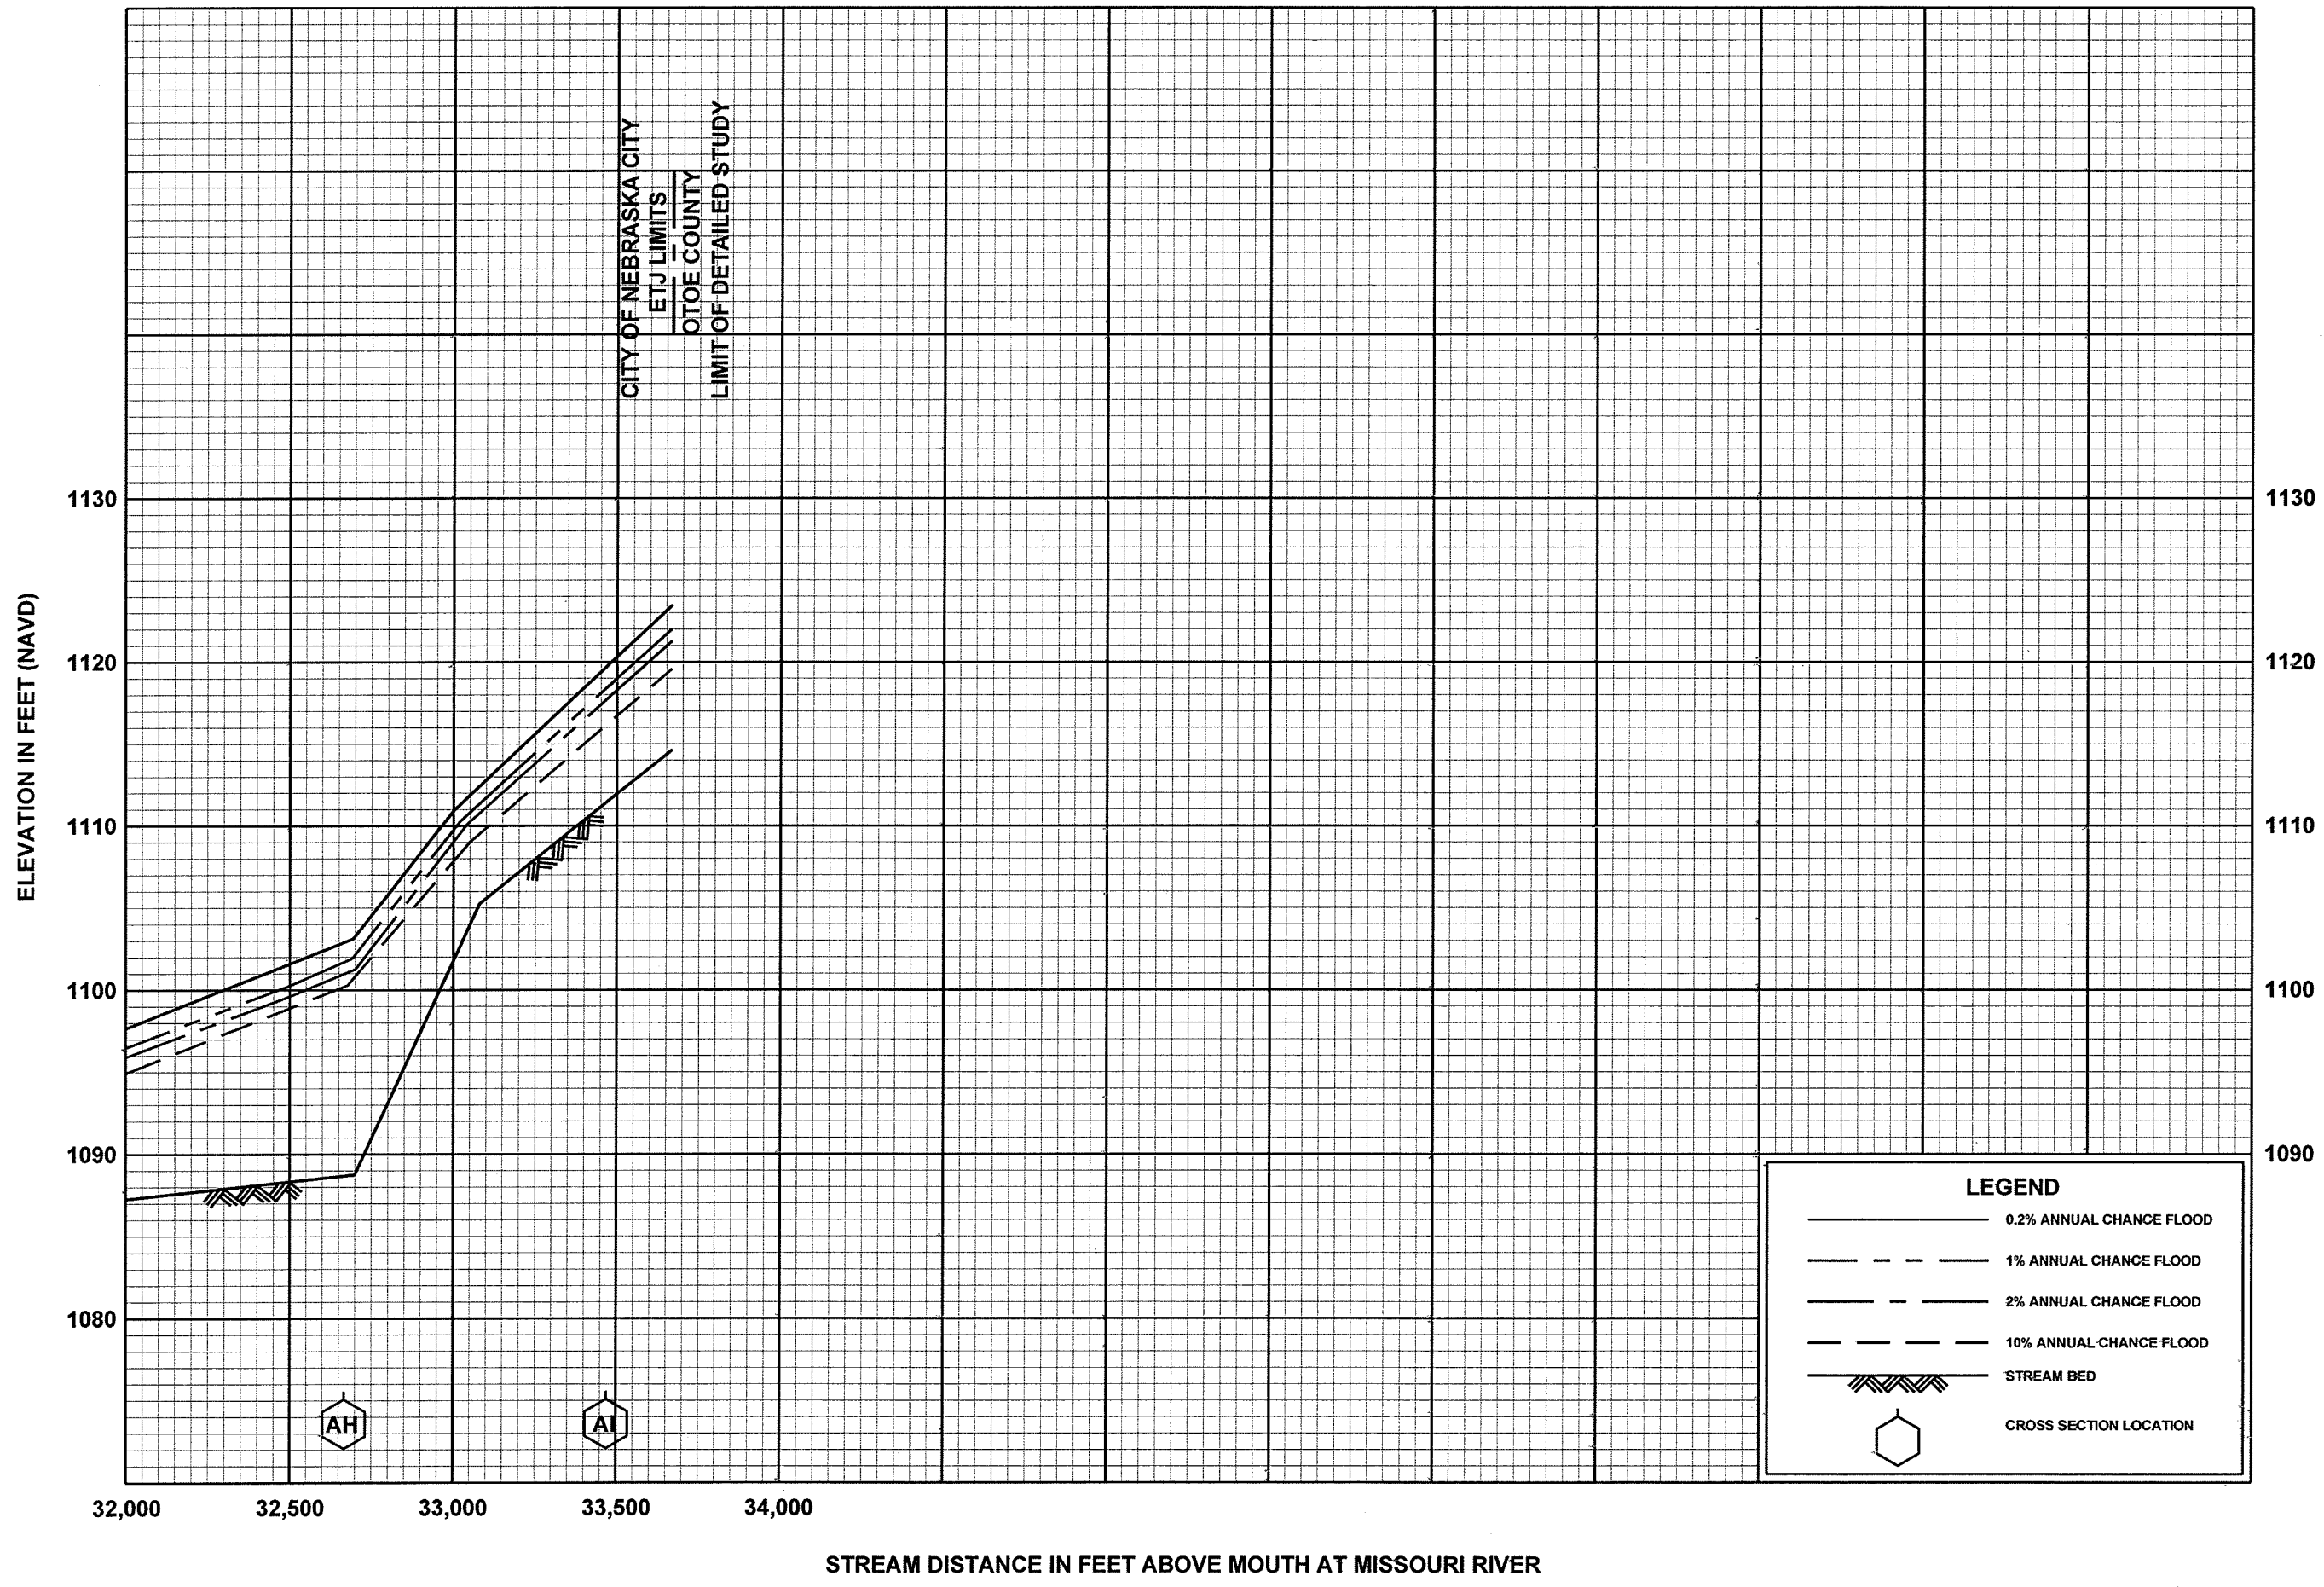 CITY OF NEBRASKA CITY
ETJ LIMITS
OTOE COUNTY
LIMIT OF DETAILED STUDY
ELEVATION IN FEET (NAVD)
1130
1120
1110
1100
1090
1080
1130
1120
1110
1100
1090
LEGEND
0.2% ANNUAL CHANCE FLOOD
1% ANNUAL CHANCE FLOOD
2% ANNUAL CHANCE FLOOD
10% ANNUAL CHANCE FLOOD
STREAM BED
CROSS SECTION LOCATION
AH
AI
32,000 32,500 33,000 33,500 34,000
STREAM DISTANCE IN FEET ABOVE MOUTH AT MISSOURI RIVER